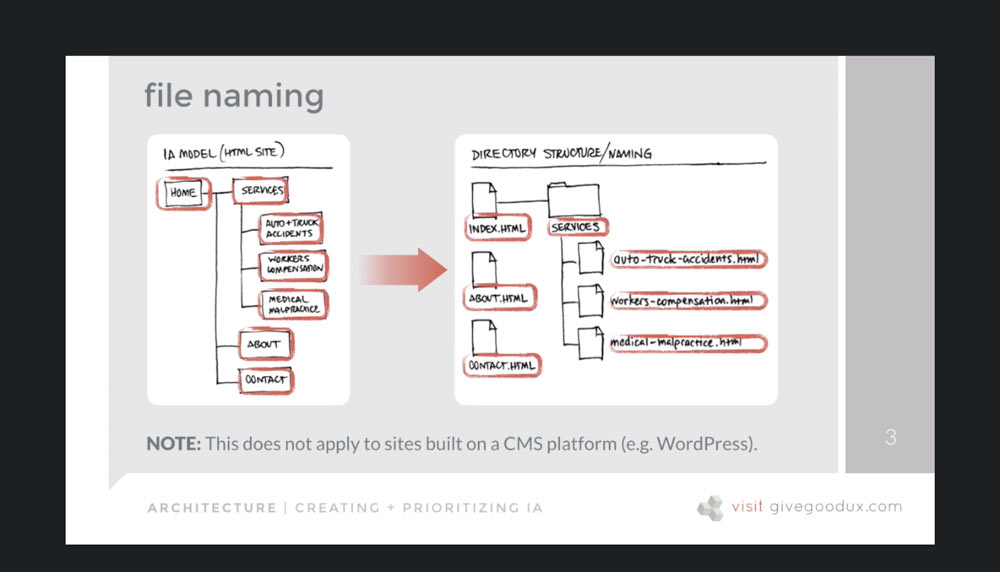 file naming
IA MODEL (HTML SITE)
HOME
SERVICES
AUTO + TRUCK
ACCIDENTS
WORKERS
COMPENSATION
MEDICAL
MALPRACTICE
ABOUT
CONTACT
DIRECTORY STRUCTURE/NAMING
INDEX.HTML
SERVICES
auto-truck-accidents.html
workers-compensation.html
medical-malpractice.html
ABOUT.HTML
CONTACT.HTML
NOTE: This does not apply to sites built on a CMS platform (e.g. WordPress).
3
ARCHITECTURE | CREATING + PRIORITIZING IA
visit givegoodux.com